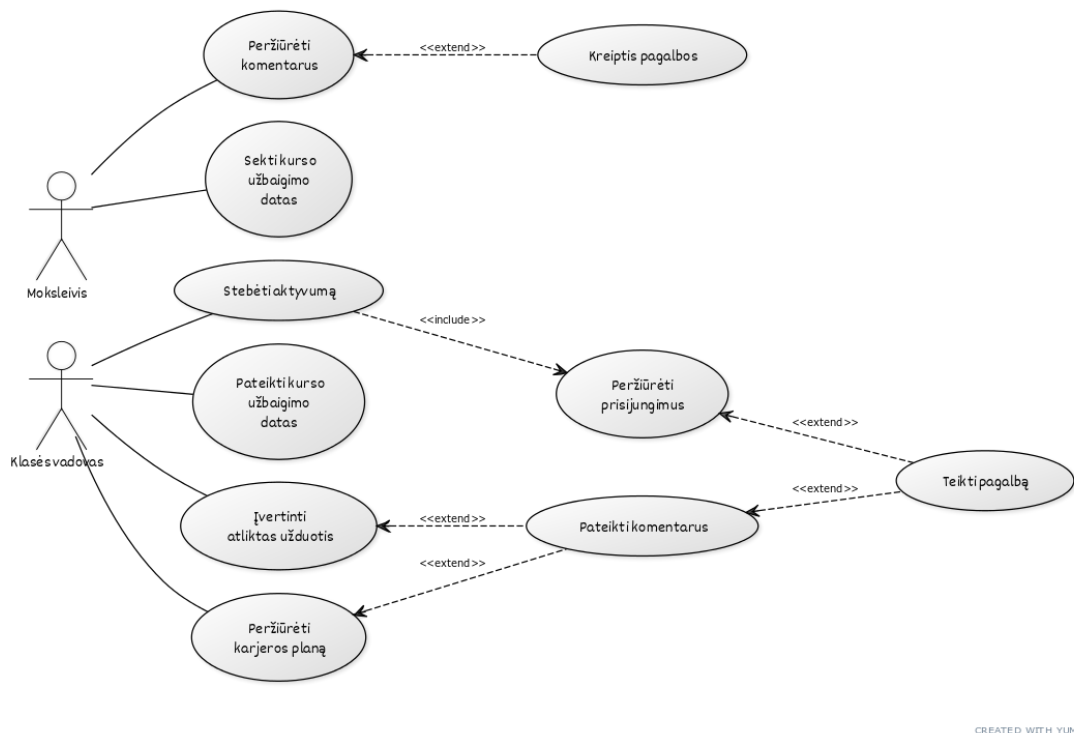 Peržiūrėti
komentarus
<<extend>>
Kreiptis pagalbos
Sekti kurso
užbaigimo
datas
Moksleivis
Stebėti aktyvumą
<<include>>
Peržiūrėti
prisijungimus
Pateikti kurso
užbaigimo
datas
Klasės vadovas
<<extend>>
Teikti pagalbą
<<extend>>
Įvertinti
atliktas užduotis
<<extend>>
Pateikti komentarus
<<extend>>
Peržiūrėti
karjeros planą
CREATED WITH YUM